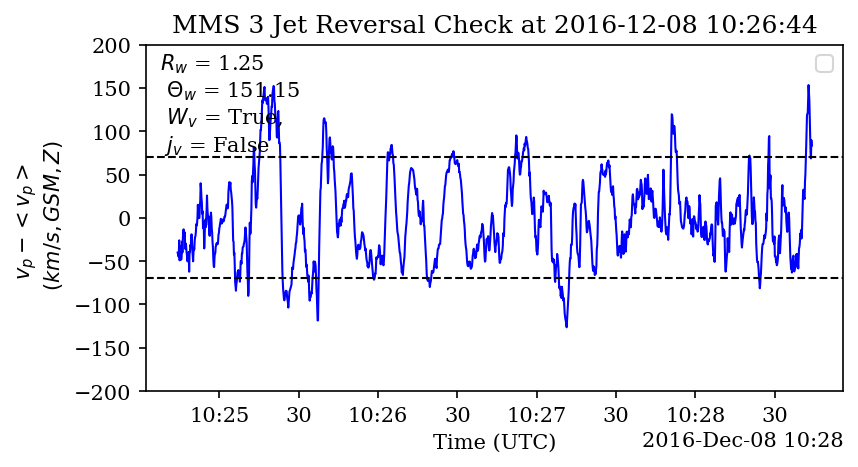 MMS 3 Jet Reversal Check at 2016-12-08 10:26:44
R_w = 1.25
Θ_w = 151.15
W_v = True,
j_v = False
v_p − < v_p >
(km/s, GSM, Z)
200
150
100
50
0
−50
−100
−150
−200
10:25 30 10:26 30 10:27 30 10:28 30
Time (UTC)
2016-Dec-08 10:28